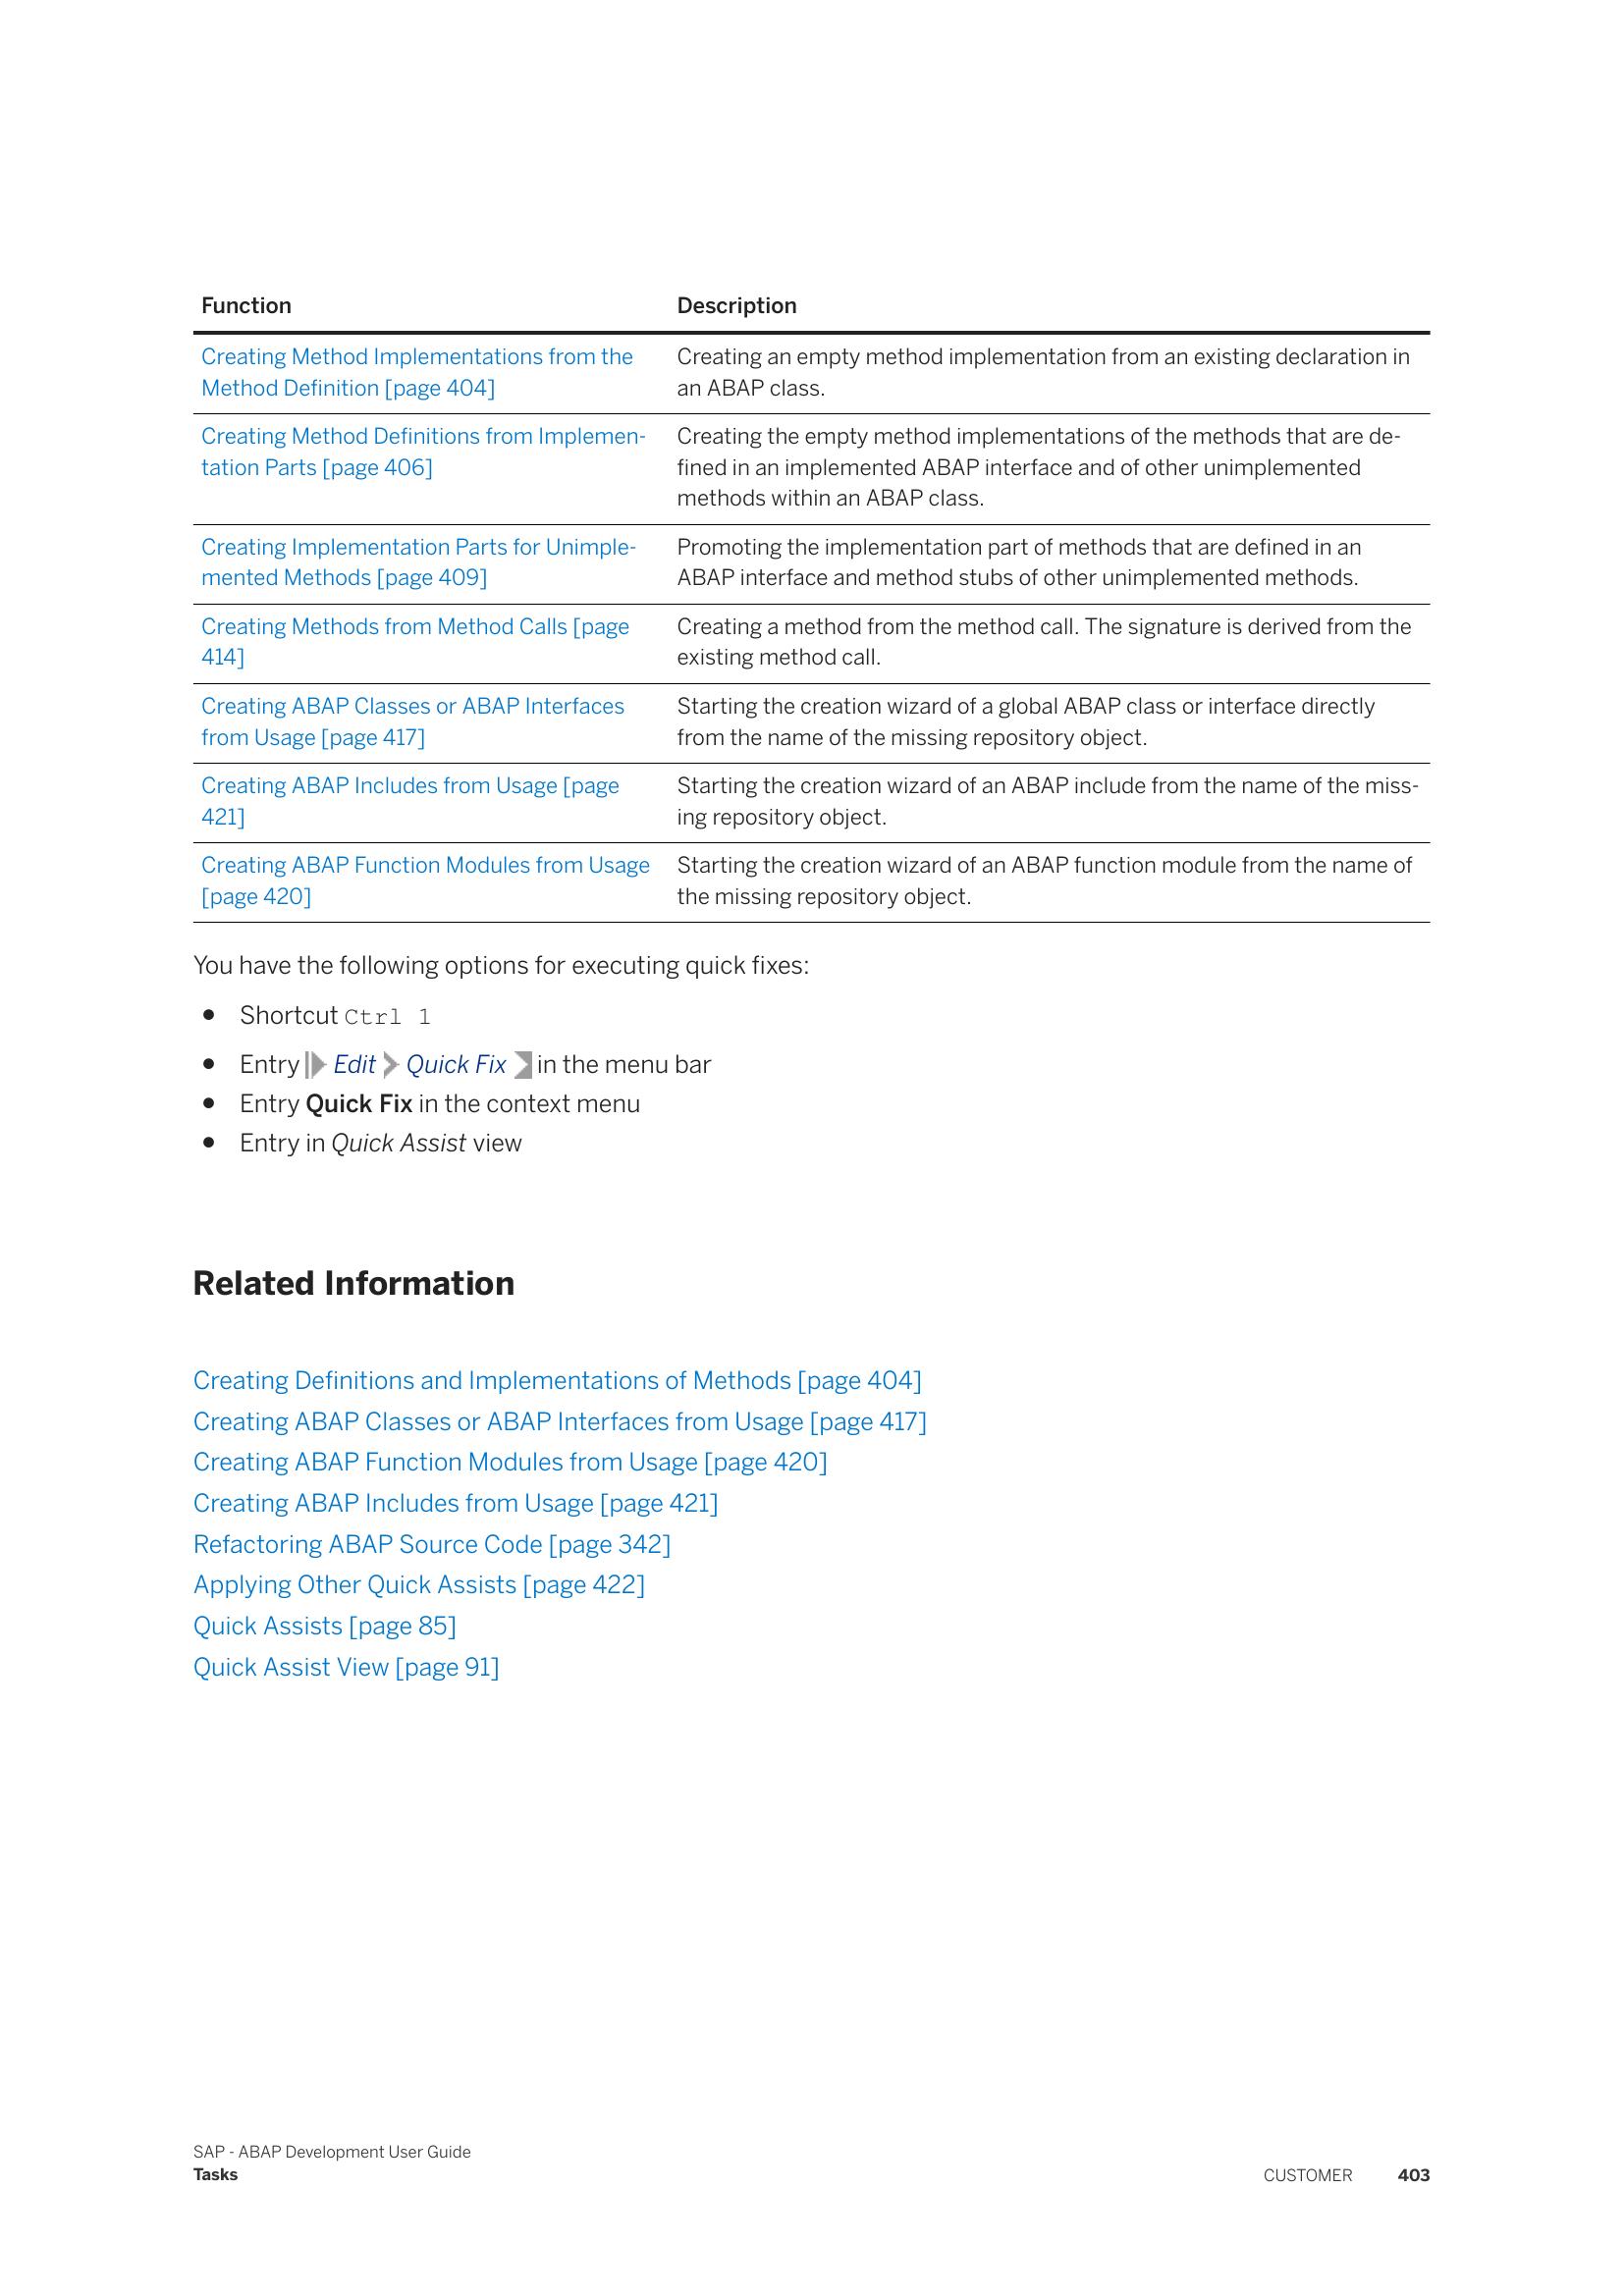 Function Description
Creating Method Implementations from the Creating an empty method implementation from an existing declaration in
Method Definition [page 404] an ABAP class.
Creating Method Definitions from Implemen- Creating the empty method implementations of the methods that are de-
tation Parts [page 406] fined in an implemented ABAP interface and of other unimplemented
methods within an ABAP class.
Creating Implementation Parts for Unimple- Promoting the implementation part of methods that are defined in an
mented Methods [page 409] ABAP interface and method stubs of other unimplemented methods.
Creating Methods from Method Calls [page Creating a method from the method call. The signature is derived from the
414] existing method call.
Creating ABAP Classes or ABAP Interfaces Starting the creation wizard of a global ABAP class or interface directly
from Usage [page 417] from the name of the missing repository object.
Creating ABAP Includes from Usage [page Starting the creation wizard of an ABAP include from the name of the miss-
421] ing repository object.
Creating ABAP Function Modules from Usage Starting the creation wizard of an ABAP function module from the name of
[page 420] the missing repository object.
You have the following options for executing quick fixes:
● Shortcut Ctrl 1
● Entry Edit Quick Fix in the menu bar
● Entry Quick Fix in the context menu
● Entry in Quick Assist view
Related Information
Creating Definitions and Implementations of Methods [page 404]
Creating ABAP Classes or ABAP Interfaces from Usage [page 417]
Creating ABAP Function Modules from Usage [page 420]
Creating ABAP Includes from Usage [page 421]
Refactoring ABAP Source Code [page 342]
Applying Other Quick Assists [page 422]
Quick Assists [page 85]
Quick Assist View [page 91]
SAP - ABAP Development User Guide
Tasks CUSTOMER 403